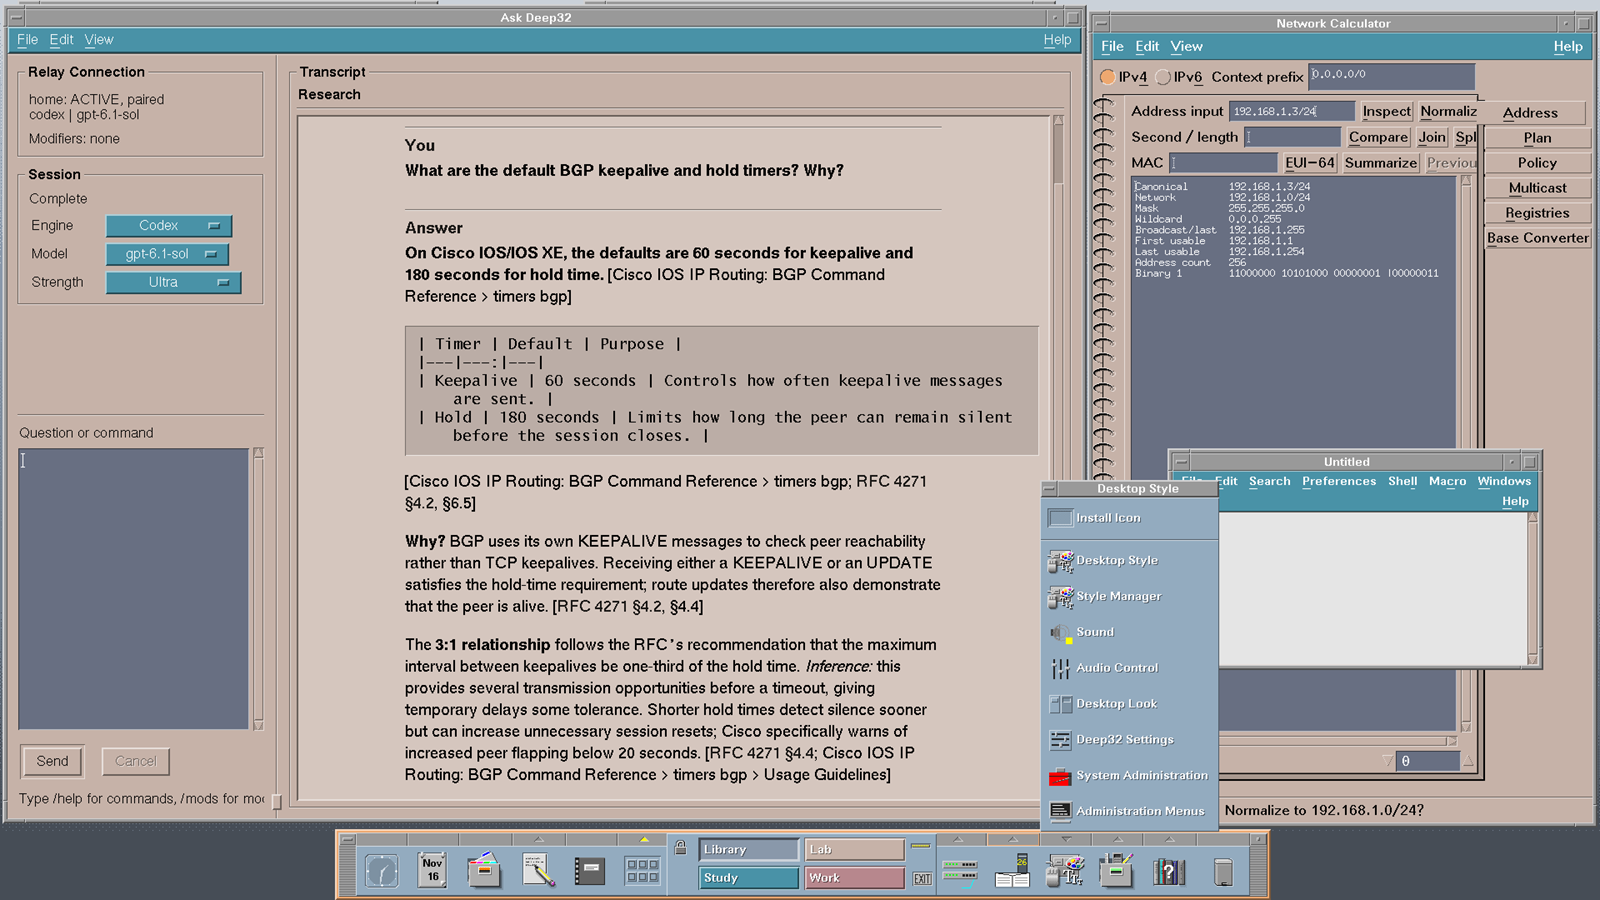 Ask Deep32
File Edit View Help
Relay Connection
home: ACTIVE, paired
codex | gpt-6.1-sol
Modifiers: none
Session
Complete
Engine Codex
Model gpt-6.1-sol
Strength Ultra
Question or command
Send Cancel
Type /help for commands, /mods for mo
Transcript
Research
You
What are the default BGP keepalive and hold timers? Why?
Answer
On Cisco IOS/IOS XE, the defaults are 60 seconds for keepalive and
180 seconds for hold time. [Cisco IOS IP Routing: BGP Command
Reference > timers bgp]
| Timer | Default | Purpose |
|---|---:|---|
| Keepalive | 60 seconds | Controls how often keepalive messages
are sent. |
| Hold | 180 seconds | Limits how long the peer can remain silent
before the session closes. |
[Cisco IOS IP Routing: BGP Command Reference > timers bgp; RFC 4271
§4.2, §6.5]
Why? BGP uses its own KEEPALIVE messages to check peer reachability
rather than TCP keepalives. Receiving either a KEEPALIVE or an UPDATE
satisfies the hold-time requirement; route updates therefore also demonstrate
that the peer is alive. [RFC 4271 §4.2, §4.4]
The 3:1 relationship follows the RFC's recommendation that the maximum
interval between keepalives be one-third of the hold time. Inference: this
provides several transmission opportunities before a timeout, giving
temporary delays some tolerance. Shorter hold times detect silence sooner
but can increase unnecessary session resets; Cisco specifically warns of
increased peer flapping below 20 seconds. [RFC 4271 §4.4; Cisco IOS IP
Routing: BGP Command Reference > timers bgp > Usage Guidelines]
Network Calculator
File Edit View Help
IPv4 IPv6 Context prefix 0.0.0.0/0
Address input 192.168.1.3/24 Inspect Normaliz
Second / length Compare Join Spl
MAC EUI-64 Summarize Previou
Address
Plan
Policy
Multicast
Registries
Base Converter
Canonical 192.168.1.3/24
Network 192.168.1.0/24
Mask 255.255.255.0
Wildcard 0.0.0.255
Broadcast/last 192.168.1.255
First usable 192.168.1.1
Last usable 192.168.1.254
Address count 256
Binary 1 11000000 10101000 00000001 |00000011
0
Normalize to 192.168.1.0/24?
Untitled
File Edit Search Preferences Shell Macro Windows
Help
Desktop Style
Install Icon
Desktop Style
Style Manager
Sound
Audio Control
Desktop Look
Deep32 Settings
System Administration
Administration Menus
Nov
16
Library Lab
Study Work
EXIT
26